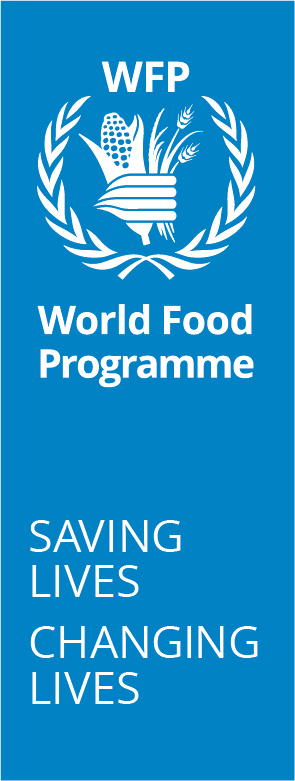 WFP
World Food
Programme
SAVING
LIVES
CHANGING
LIVES